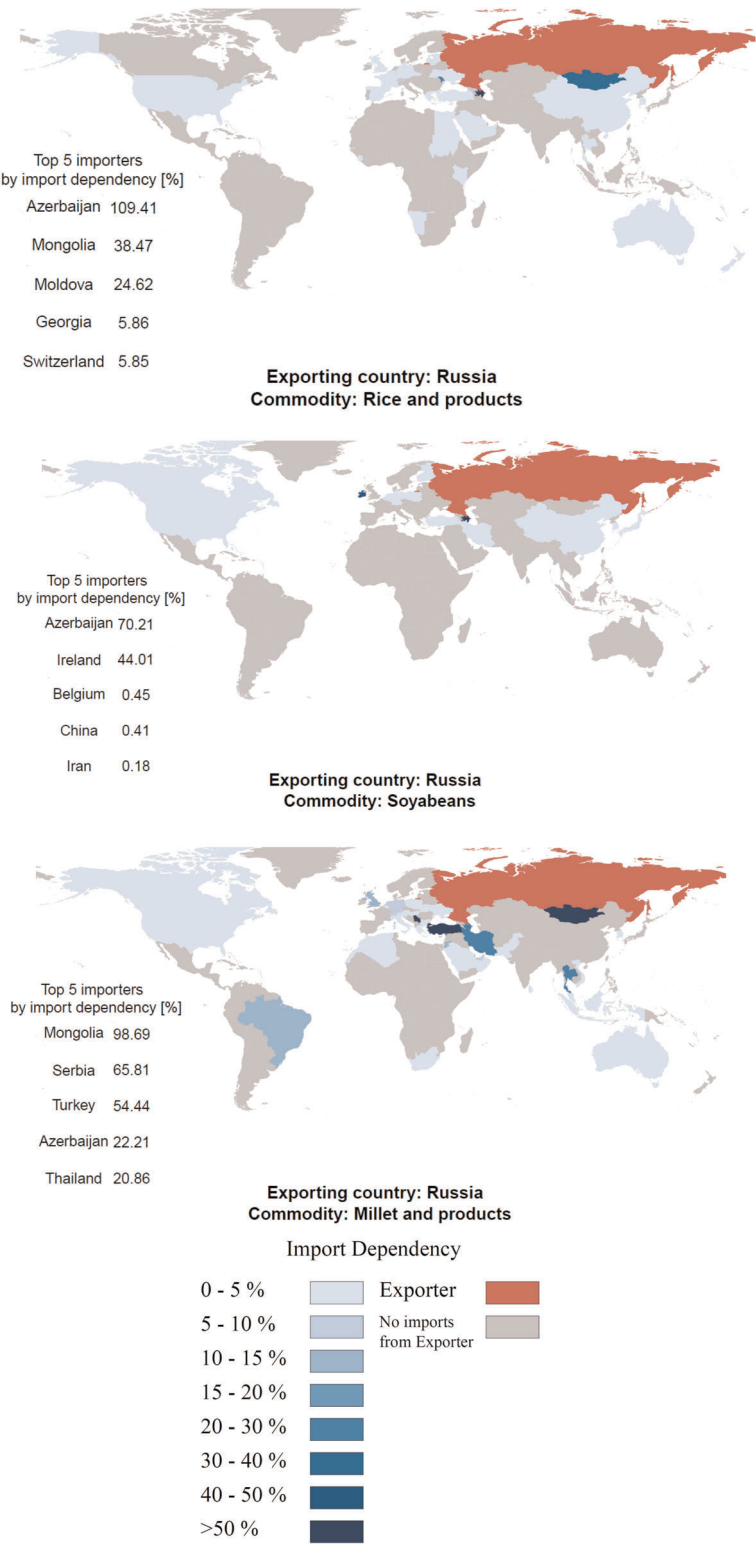 Top 5 importers
by import dependency [%]
Azerbaijan 109.41
Mongolia 38.47
Moldova 24.62
Georgia 5.86
Switzerland 5.85
Exporting country: Russia
Commodity: Rice and products
Top 5 importers
by import dependency [%]
Azerbaijan 70.21
Ireland 44.01
Belgium 0.45
China 0.41
Iran 0.18
Exporting country: Russia
Commodity: Soyabeans
Top 5 importers
by import dependency [%]
Mongolia 98.69
Serbia 65.81
Turkey 54.44
Azerbaijan 22.21
Thailand 20.86
Exporting country: Russia
Commodity: Millet and products
Import Dependency
0 - 5 % Exporter
5 - 10 % No imports
from Exporter
10 - 15 %
15 - 20 %
20 - 30 %
30 - 40 %
40 - 50 %
>50 %